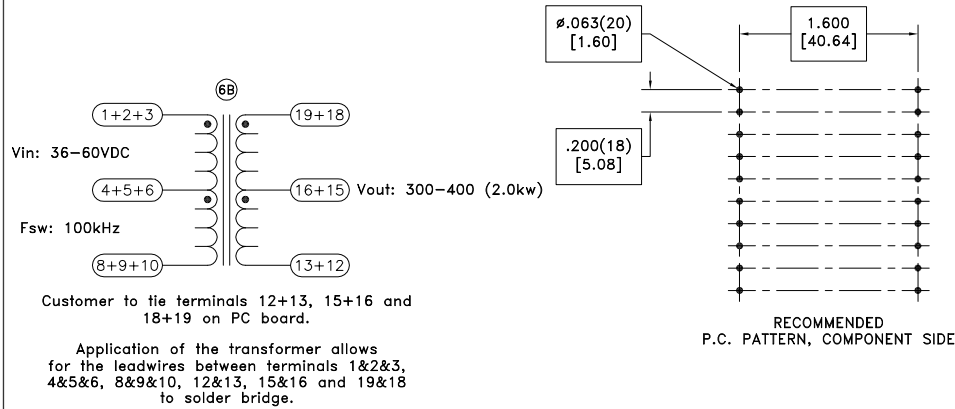 6B
1+2+3
19+18
Vin: 36-60VDC
4+5+6
16+15
Vout: 300-400 (2.0kw)
Fsw: 100kHz
8+9+10
13+12
Customer to tie terminals 12+13, 15+16 and
18+19 on PC board.
Application of the transformer allows
for the leadwires between terminals 1&2&3,
4&5&6, 8&9&10, 12&13, 15&16 and 19&18
to solder bridge.
ø.063(20)
[1.60]
1.600
[40.64]
.200(18)
[5.08]
RECOMMENDED
P.C. PATTERN, COMPONENT SIDE